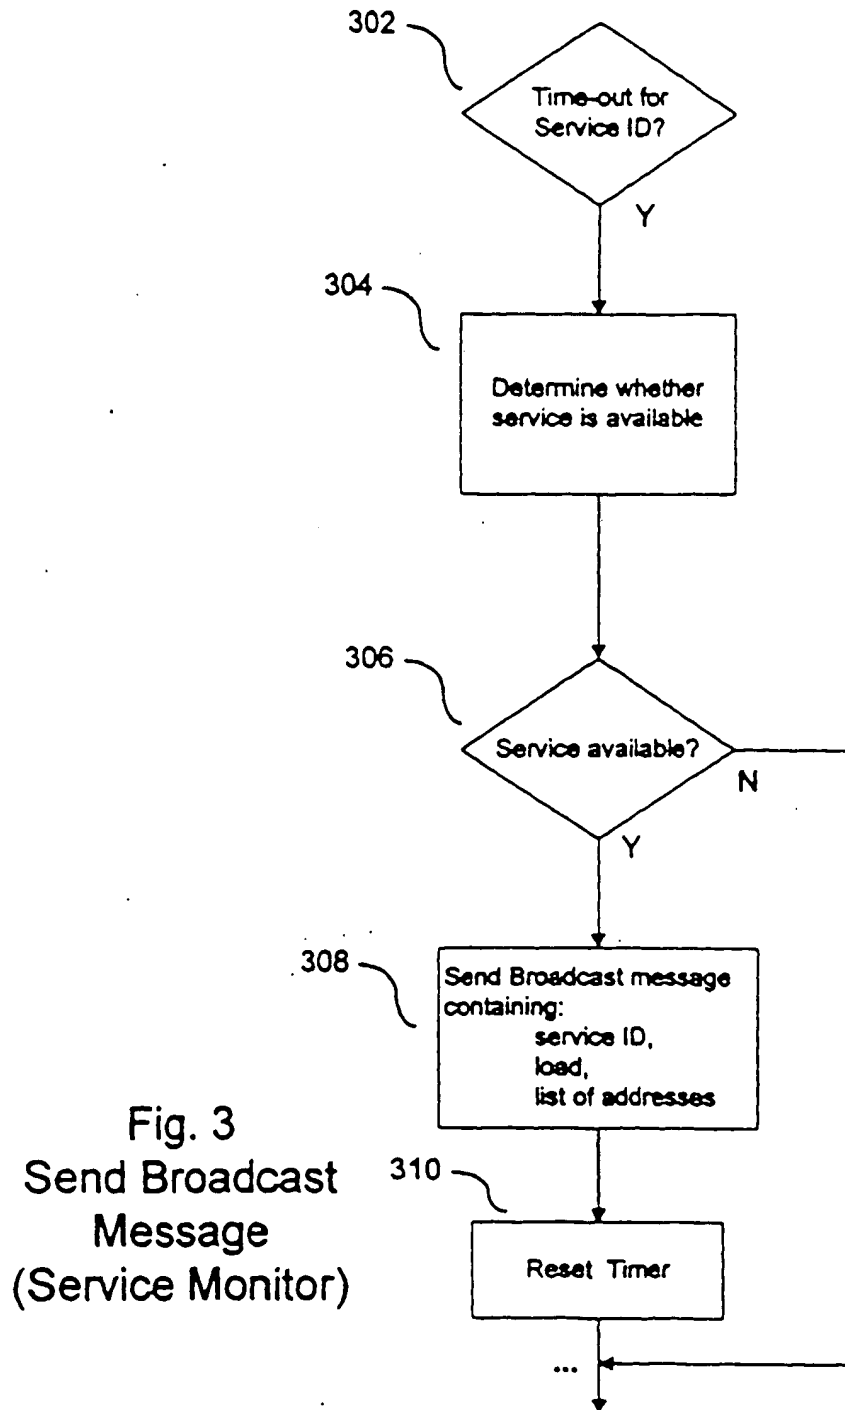 302
Time-out for
Service ID?
Y
304
Determine whether
service is available
306
Service available?
N
Y
308
Send Broadcast message
containing:
service ID,
load,
list of addresses
Fig. 3
Send Broadcast
Message
(Service Monitor)
310
Reset Timer
...